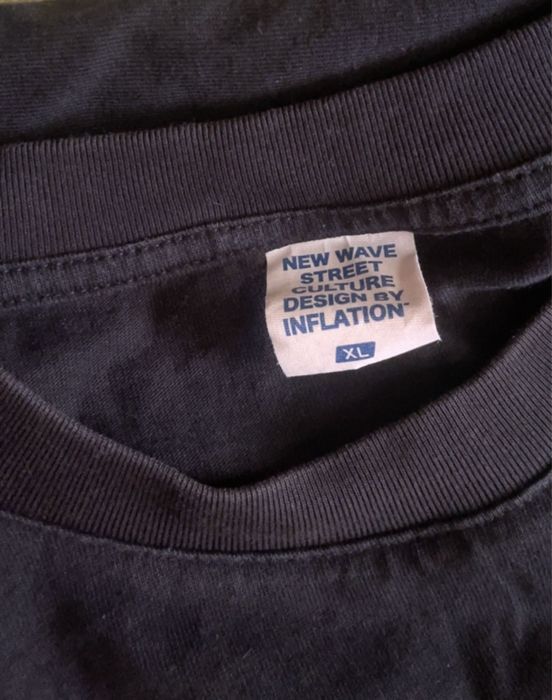 NEW WAVE
STREET
CULTURE
DESIGN BY
INFLATION
XL